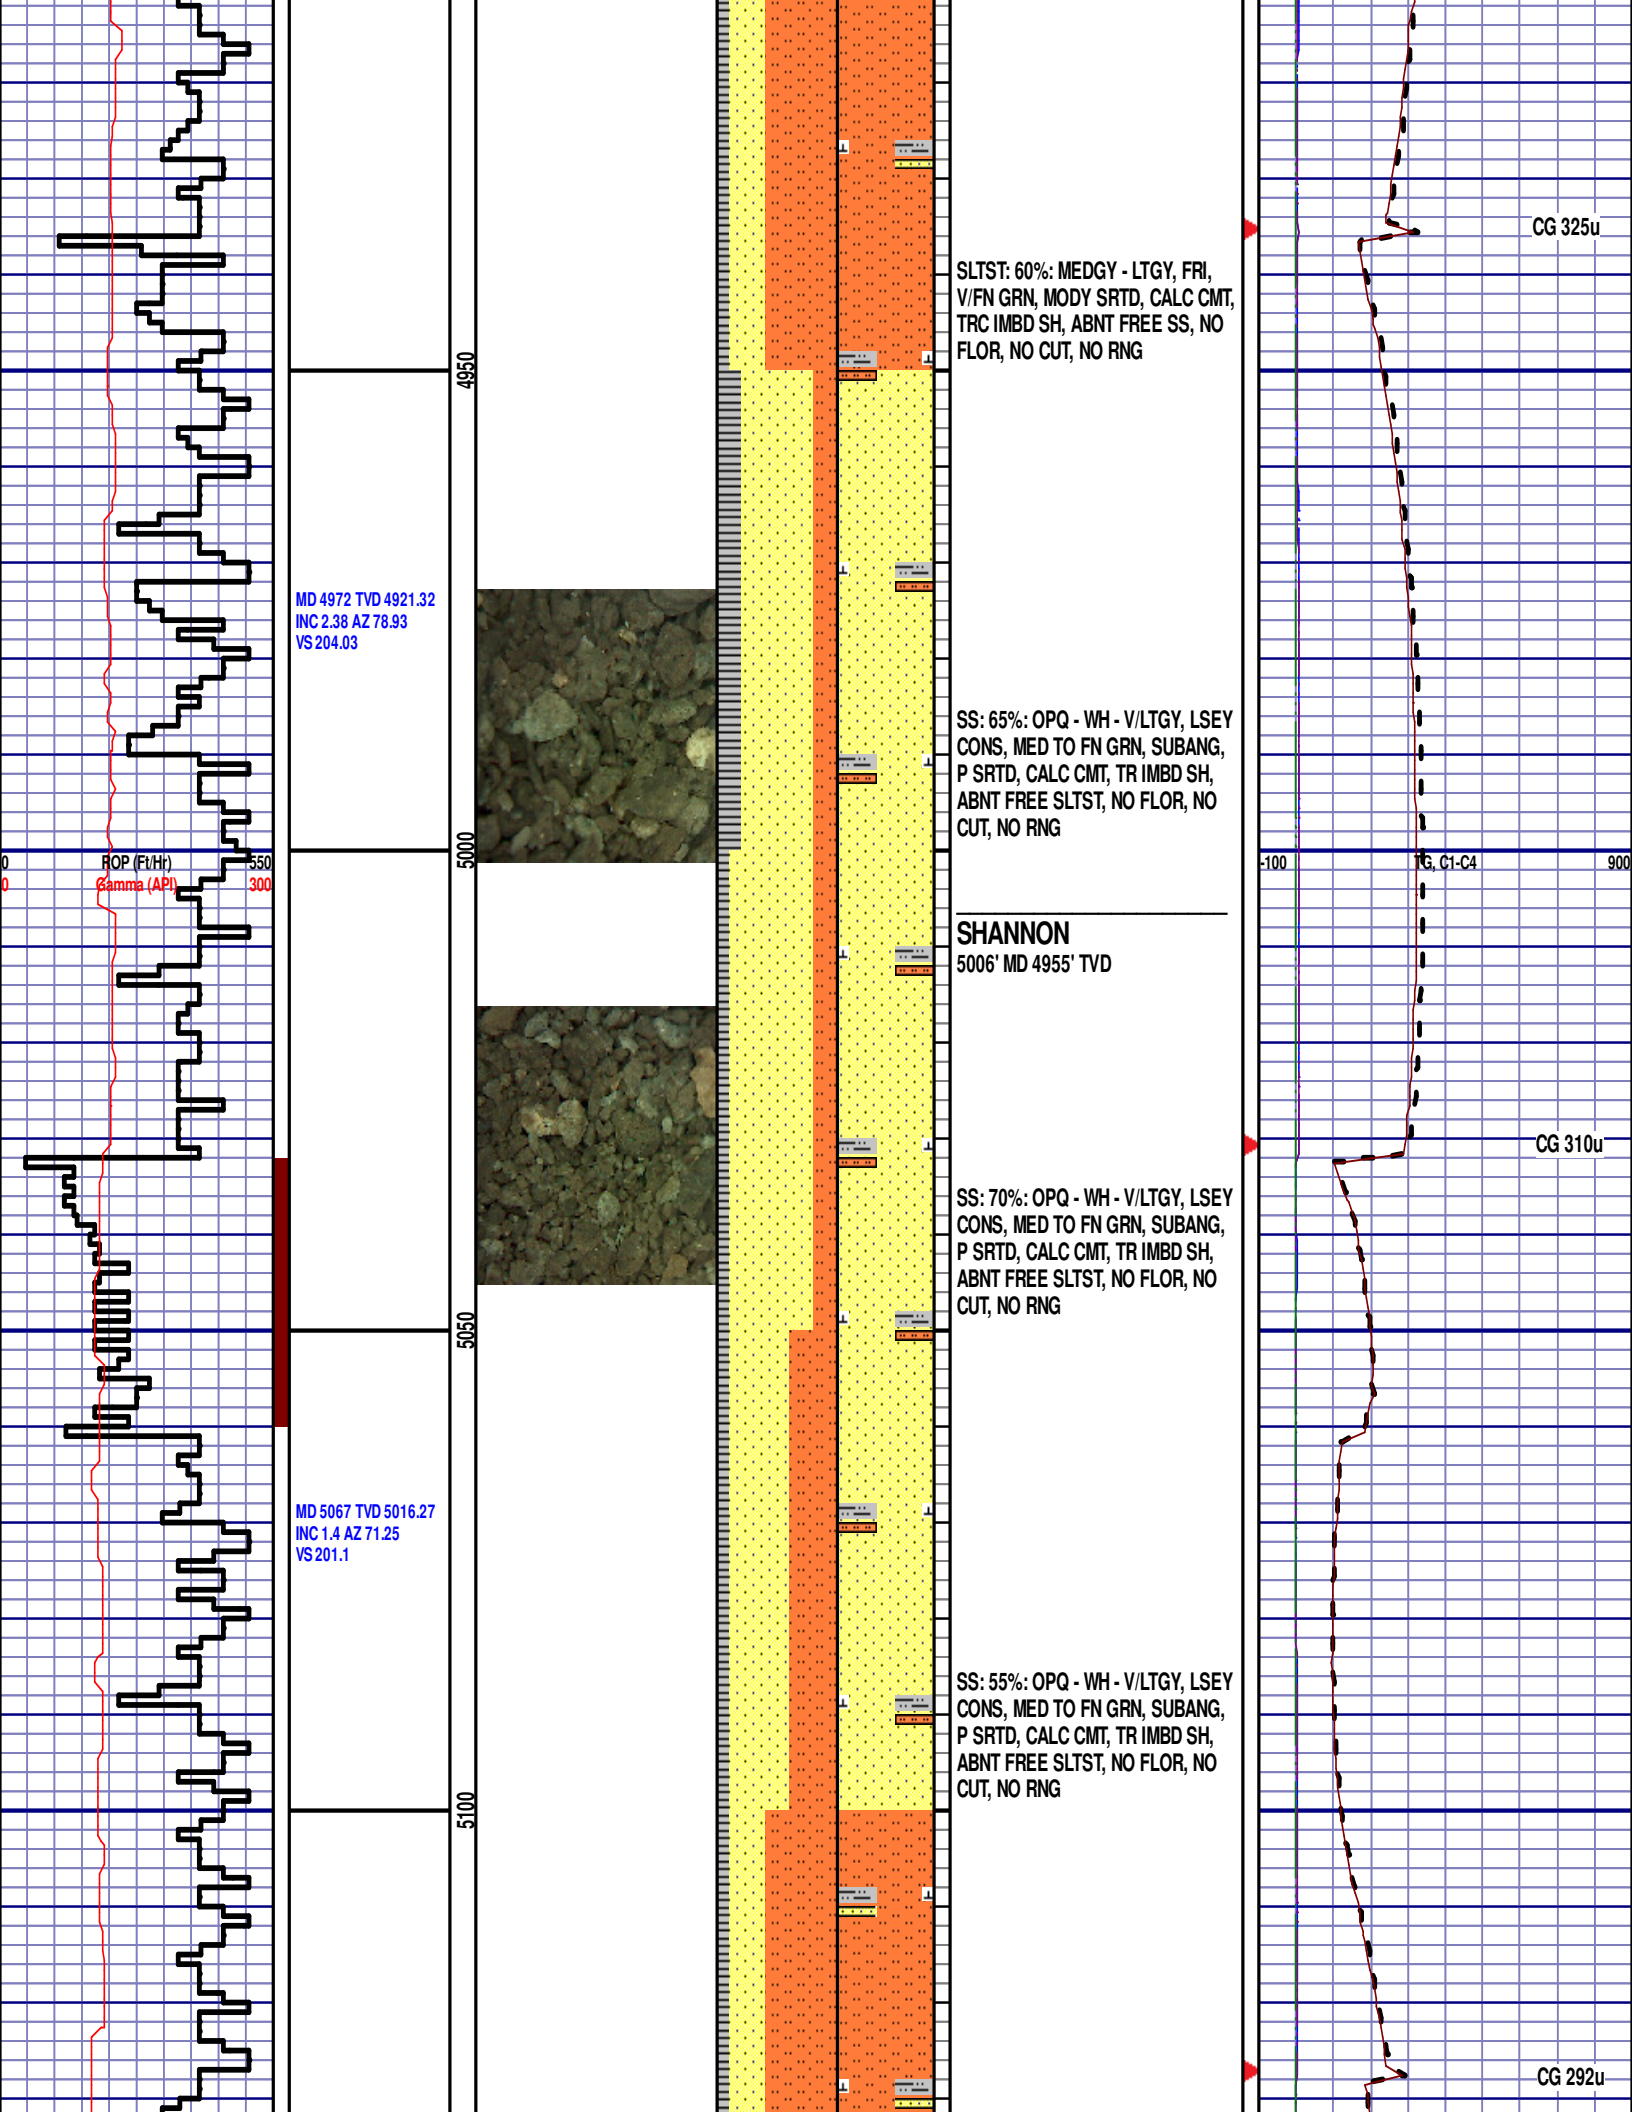 CG 325u
SLTST: 60%: MEDGY - LTGY, FRI,
V/FN GRN, MODY SRTD, CALC CMT,
TRC IMBD SH, ABNT FREE SS, NO
FLOR, NO CUT, NO RNG
4950
MD 4972 TVD 4921.32
INC 2.38 AZ 78.93
VS 204.03
SS: 65%: OPQ - WH - V/LTGY, LSEY
CONS, MED TO FN GRN, SUBANG,
P SRTD, CALC CMT, TR IMBD SH,
ABNT FREE SLTST, NO FLOR, NO
CUT, NO RNG
5000
0 ROP (Ft/Hr) 550
0 Gamma (API) 300
-100 TG, C1-C4 900
SHANNON
5006' MD 4955' TVD
CG 310u
SS: 70%: OPQ - WH - V/LTGY, LSEY
CONS, MED TO FN GRN, SUBANG,
P SRTD, CALC CMT, TR IMBD SH,
ABNT FREE SLTST, NO FLOR, NO
CUT, NO RNG
5050
MD 5067 TVD 5016.27
INC 1.4 AZ 71.25
VS 201.1
SS: 55%: OPQ - WH - V/LTGY, LSEY
CONS, MED TO FN GRN, SUBANG,
P SRTD, CALC CMT, TR IMBD SH,
ABNT FREE SLTST, NO FLOR, NO
CUT, NO RNG
5100
CG 292u